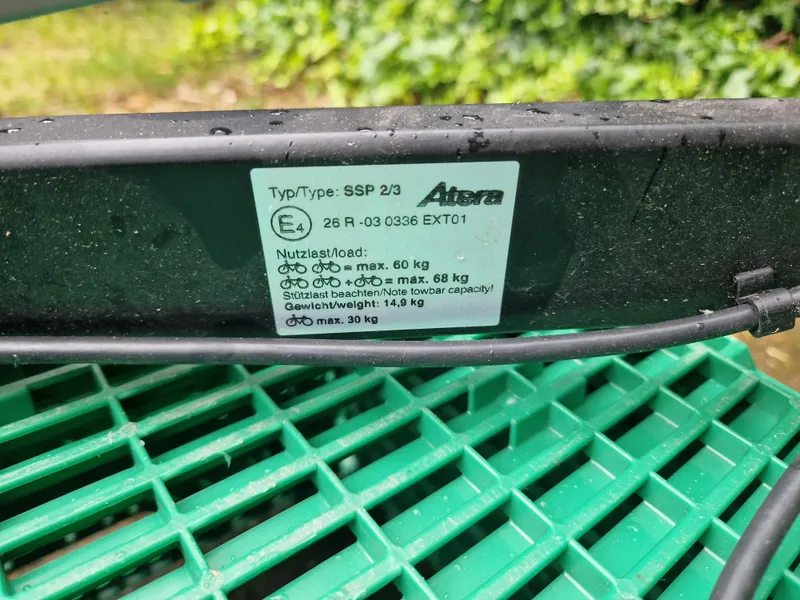 Typ/Type: SSP 2/3 Atera
E4 26 R -03 0336 EXT01
Nutzlast/load:
= max. 60 kg
+ = max. 68 kg
Stützlast beachten/Note towbar capacity!
Gewicht/weight: 14,9 kg
max. 30 kg